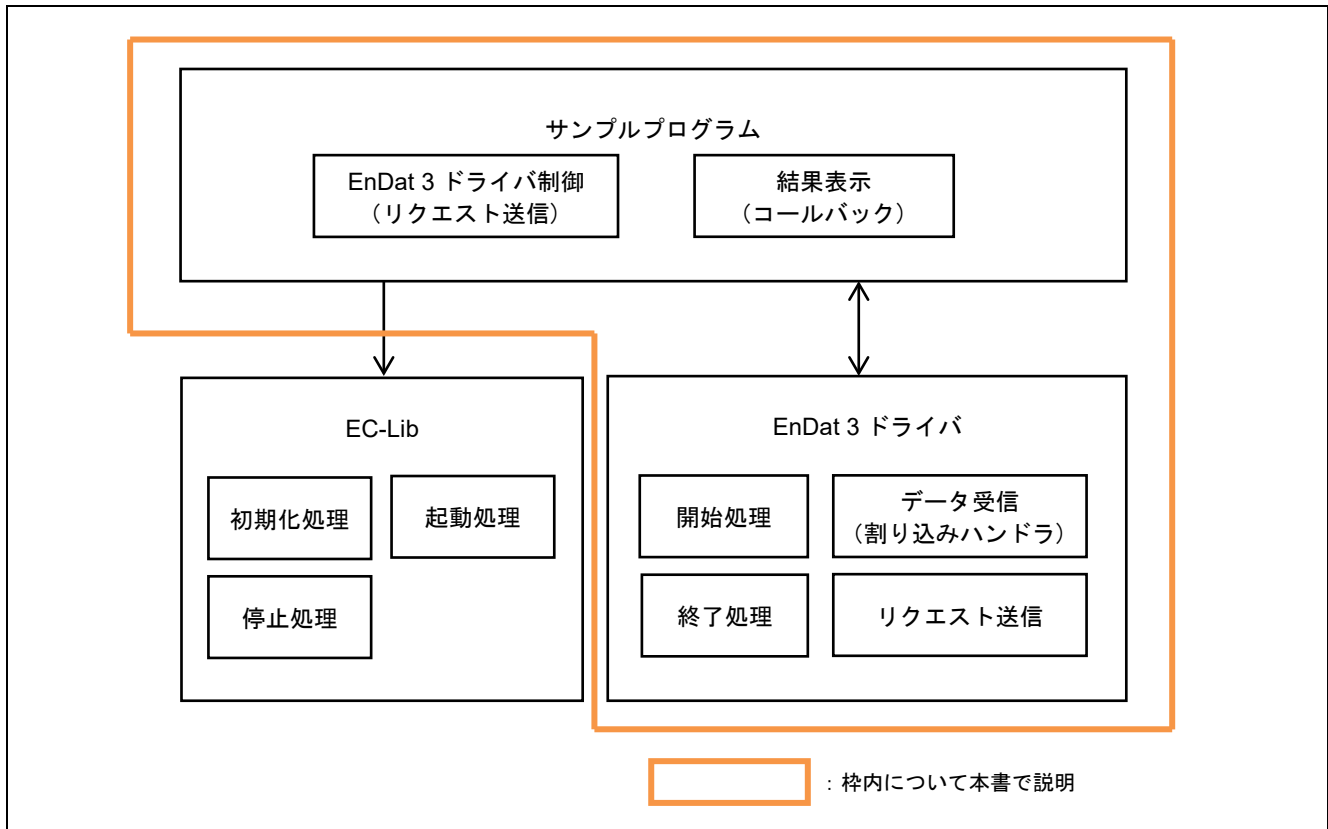 サンプルプログラム
EnDat 3 ドライバ制御
（リクエスト送信）
結果表示
（コールバック）
EC-Lib
初期化処理
起動処理
停止処理
EnDat 3 ドライバ
開始処理
データ受信
（割り込みハンドラ）
終了処理
リクエスト送信
：枠内について本書で説明